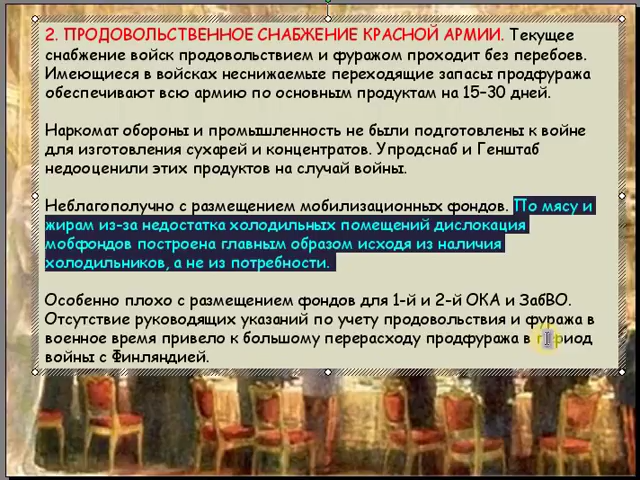 2. ПРОДОВОЛЬСТВЕННОЕ СНАБЖЕНИЕ КРАСНОЙ АРМИИ. Текущее
снабжение войск продовольствием и фуражом проходит без перебоев.
Имеющиеся в войсках неснижаемые переходящие запасы продфуража
обеспечивают всю армию по основным продуктам на 15–30 дней.
Наркомат обороны и промышленность не были подготовлены к войне
для изготовления сухарей и концентратов. Упродснаб и Генштаб
недооценили этих продуктов на случай войны.
Неблагополучно с размещением мобилизационных фондов. По мясу и
жирам из-за недостатка холодильных помещений дислокация
мобфондов построена главным образом исходя из наличия
холодильников, а не из потребности.
Особенно плохо с размещением фондов для 1-й и 2-й ОКА и ЗабВО.
Отсутствие руководящих указаний по учету продовольствия и фуража в
военное время привело к большому перерасходу продфуража в период
войны с Финляндией.